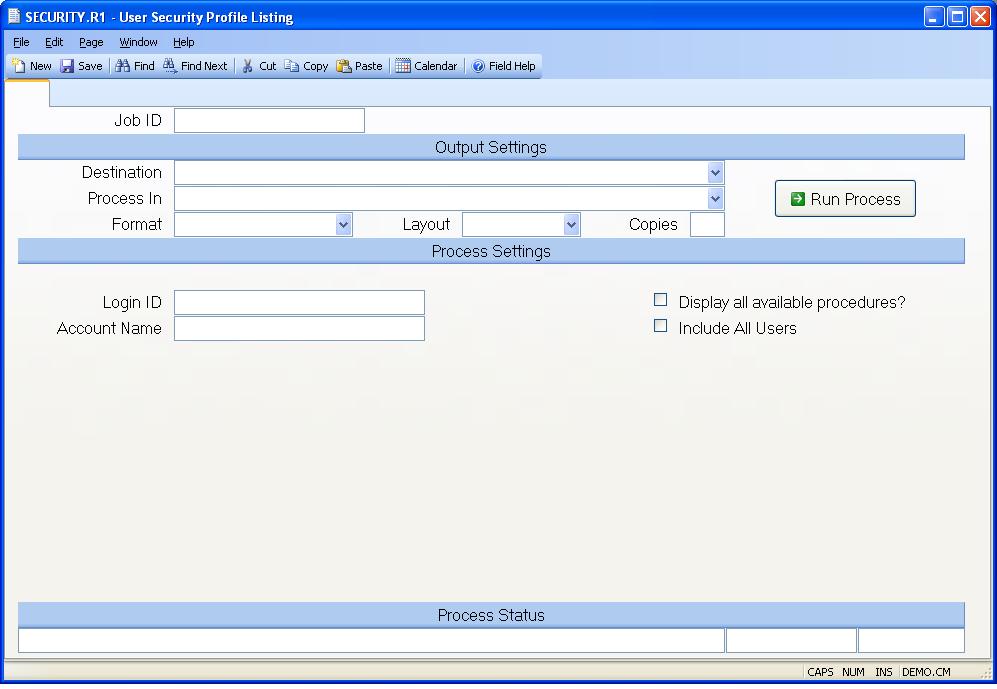 SECURITY.R1 - User Security Profile Listing
File Edit Page Window Help
New Save Find Find Next Cut Copy Paste Calendar Field Help
Job ID
Output Settings
Destination
Process In
Run Process
Format Layout Copies
Process Settings
Login ID Display all available procedures?
Account Name Include All Users
Process Status
CAPS NUM INS DEMO.CM